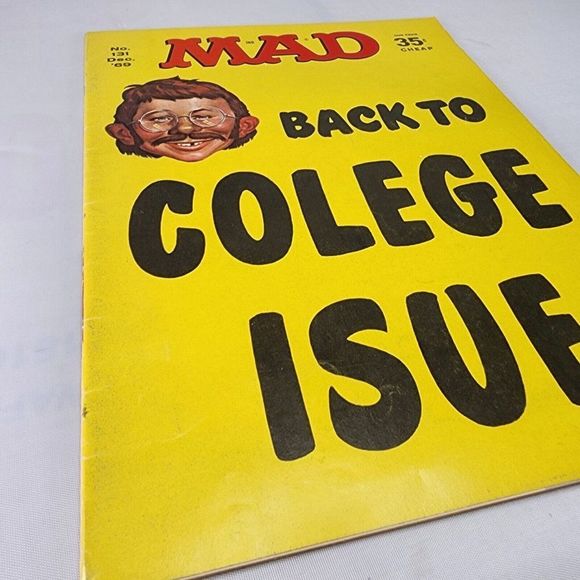 No.
131
Dec.
'69
MAD
35¢
CHEAP
BACK TO
COLEGE
ISUE